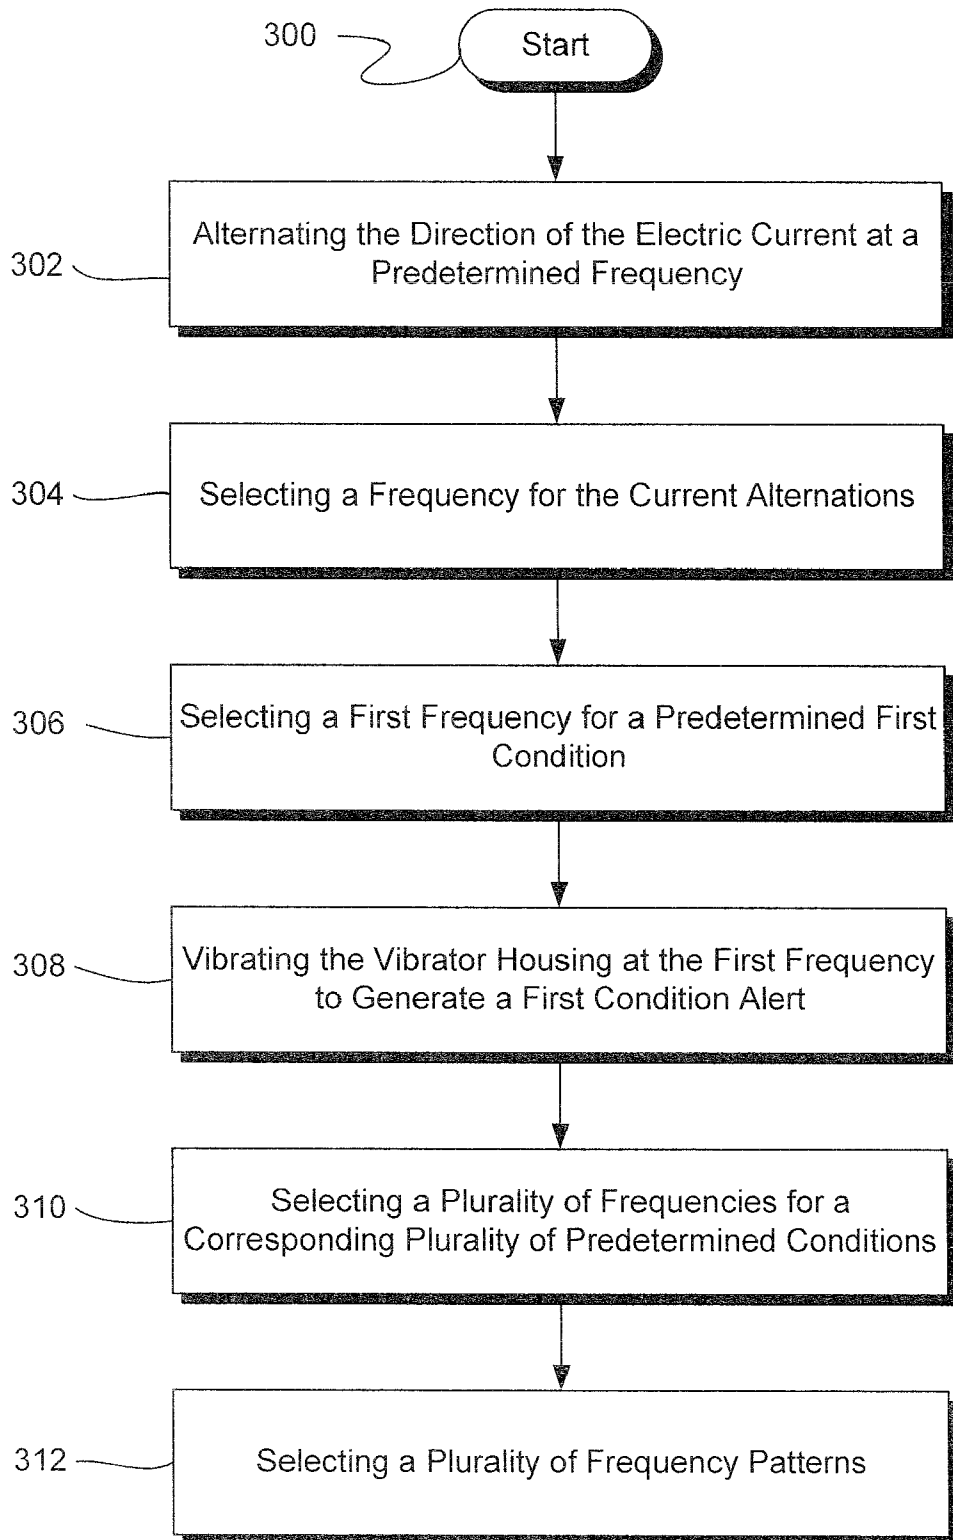 300
Start
302
Alternating the Direction of the Electric Current at a
Predetermined Frequency
304
Selecting a Frequency for the Current Alternations
306
Selecting a First Frequency for a Predetermined First
Condition
308
Vibrating the Vibrator Housing at the First Frequency
to Generate a First Condition Alert
310
Selecting a Plurality of Frequencies for a
Corresponding Plurality of Predetermined Conditions
312
Selecting a Plurality of Frequency Patterns